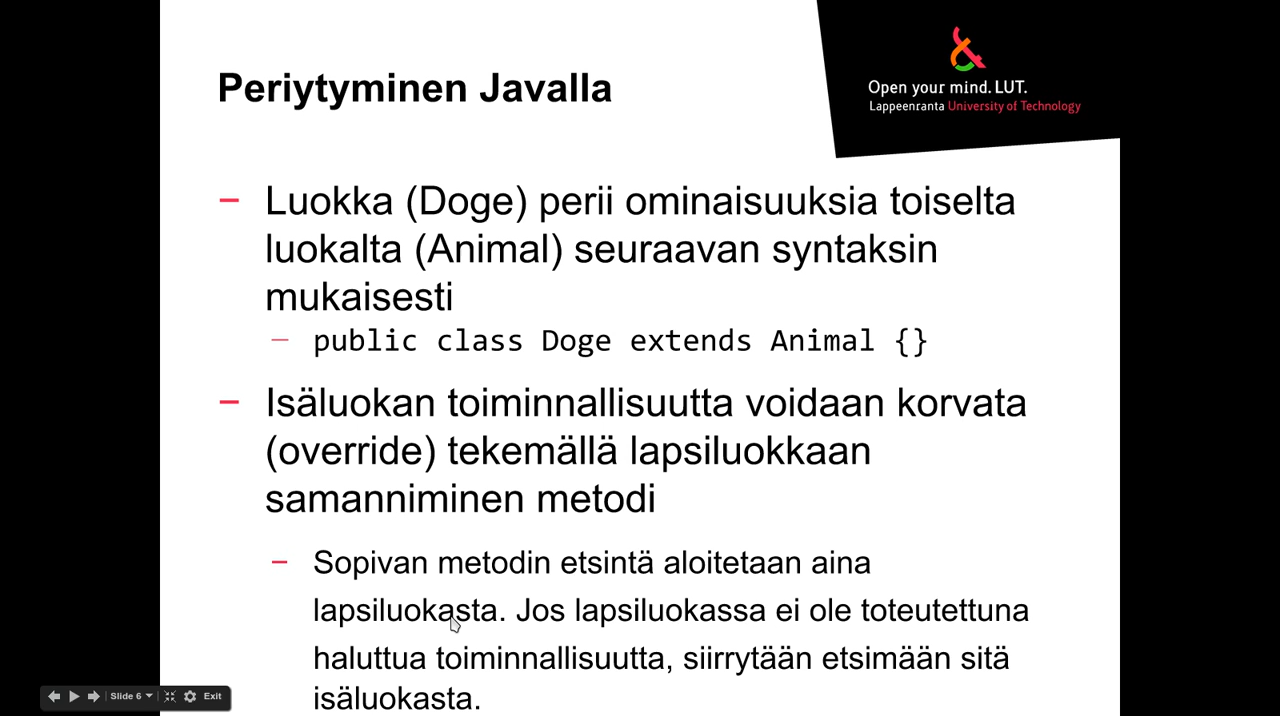 Periytyminen Javalla
Open your mind. LUT.
Lappeenranta University of Technology
– Luokka (Doge) perii ominaisuuksia toiselta
luokalta (Animal) seuraavan syntaksin
mukaisesti
– public class Doge extends Animal {}
– Isäluokan toiminnallisuutta voidaan korvata
(override) tekemällä lapsiluokkaan
samanniminen metodi
– Sopivan metodin etsintä aloitetaan aina
lapsiluokasta. Jos lapsiluokassa ei ole toteutettuna
haluttua toiminnallisuutta, siirrytään etsimään sitä
isäluokasta.
Slide 6 Exit